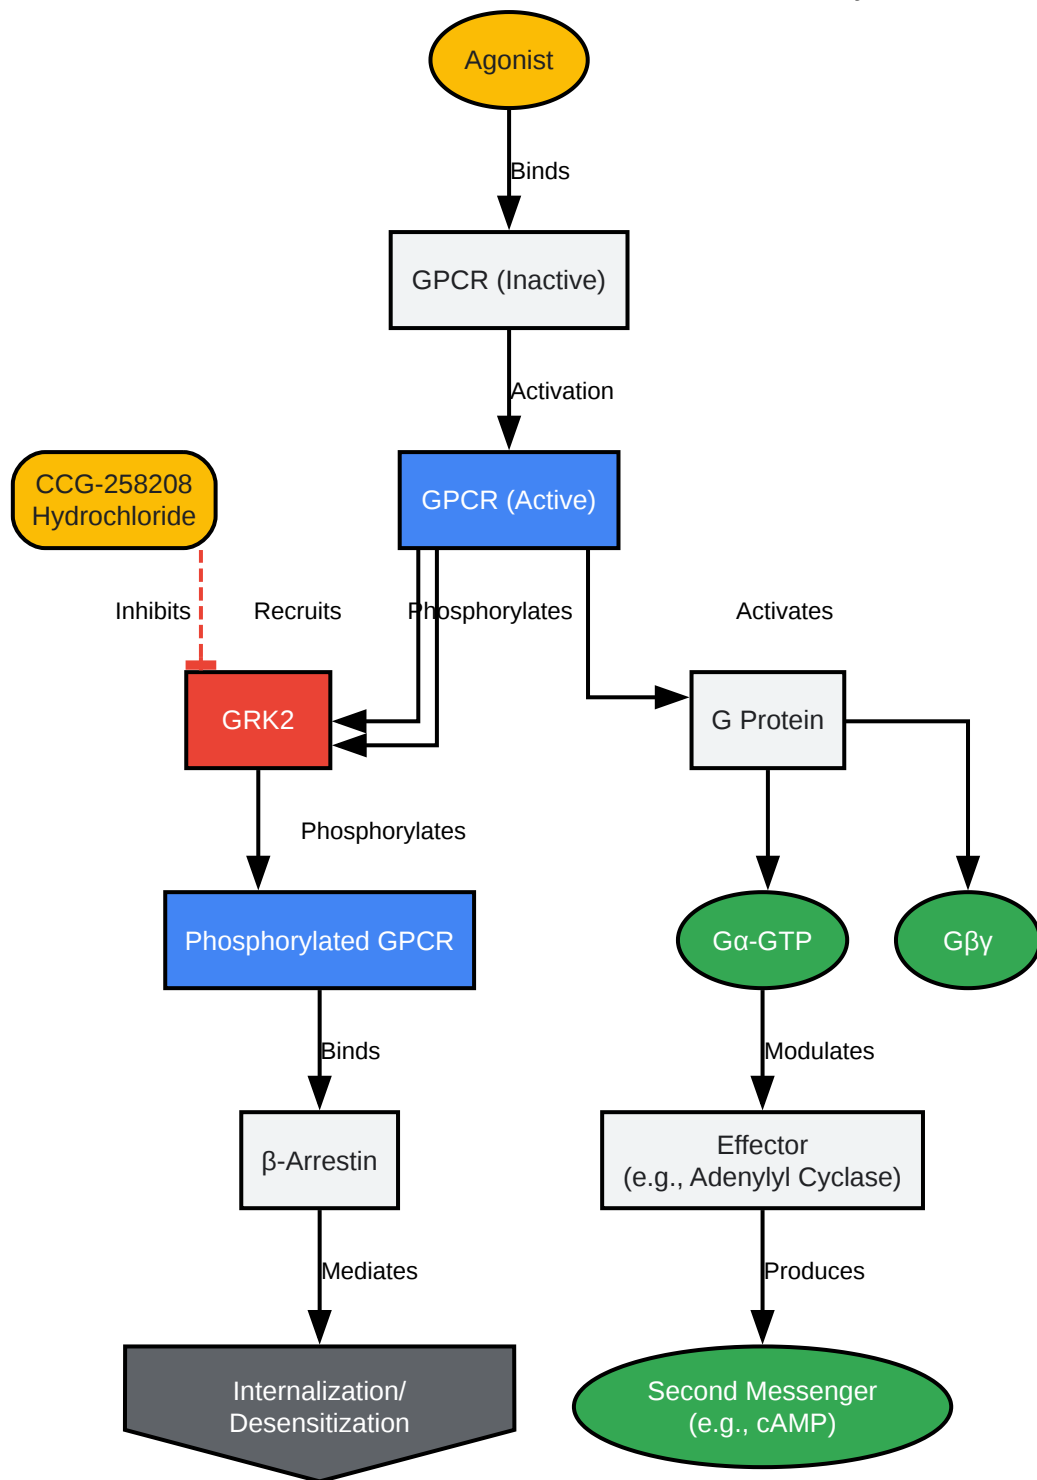 Agonist
Binds
GPCR (Inactive)
Activation
CCG-258208
Hydrochloride
GPCR (Active)
Inhibits
Recruits
Phosphorylates
Activates
GRK2
G Protein
Phosphorylates
Phosphorylated GPCR
Gα-GTP
Gβγ
Binds
Modulates
β-Arrestin
Effector
(e.g., Adenylyl Cyclase)
Mediates
Produces
Internalization/
Desensitization
Second Messenger
(e.g., cAMP)